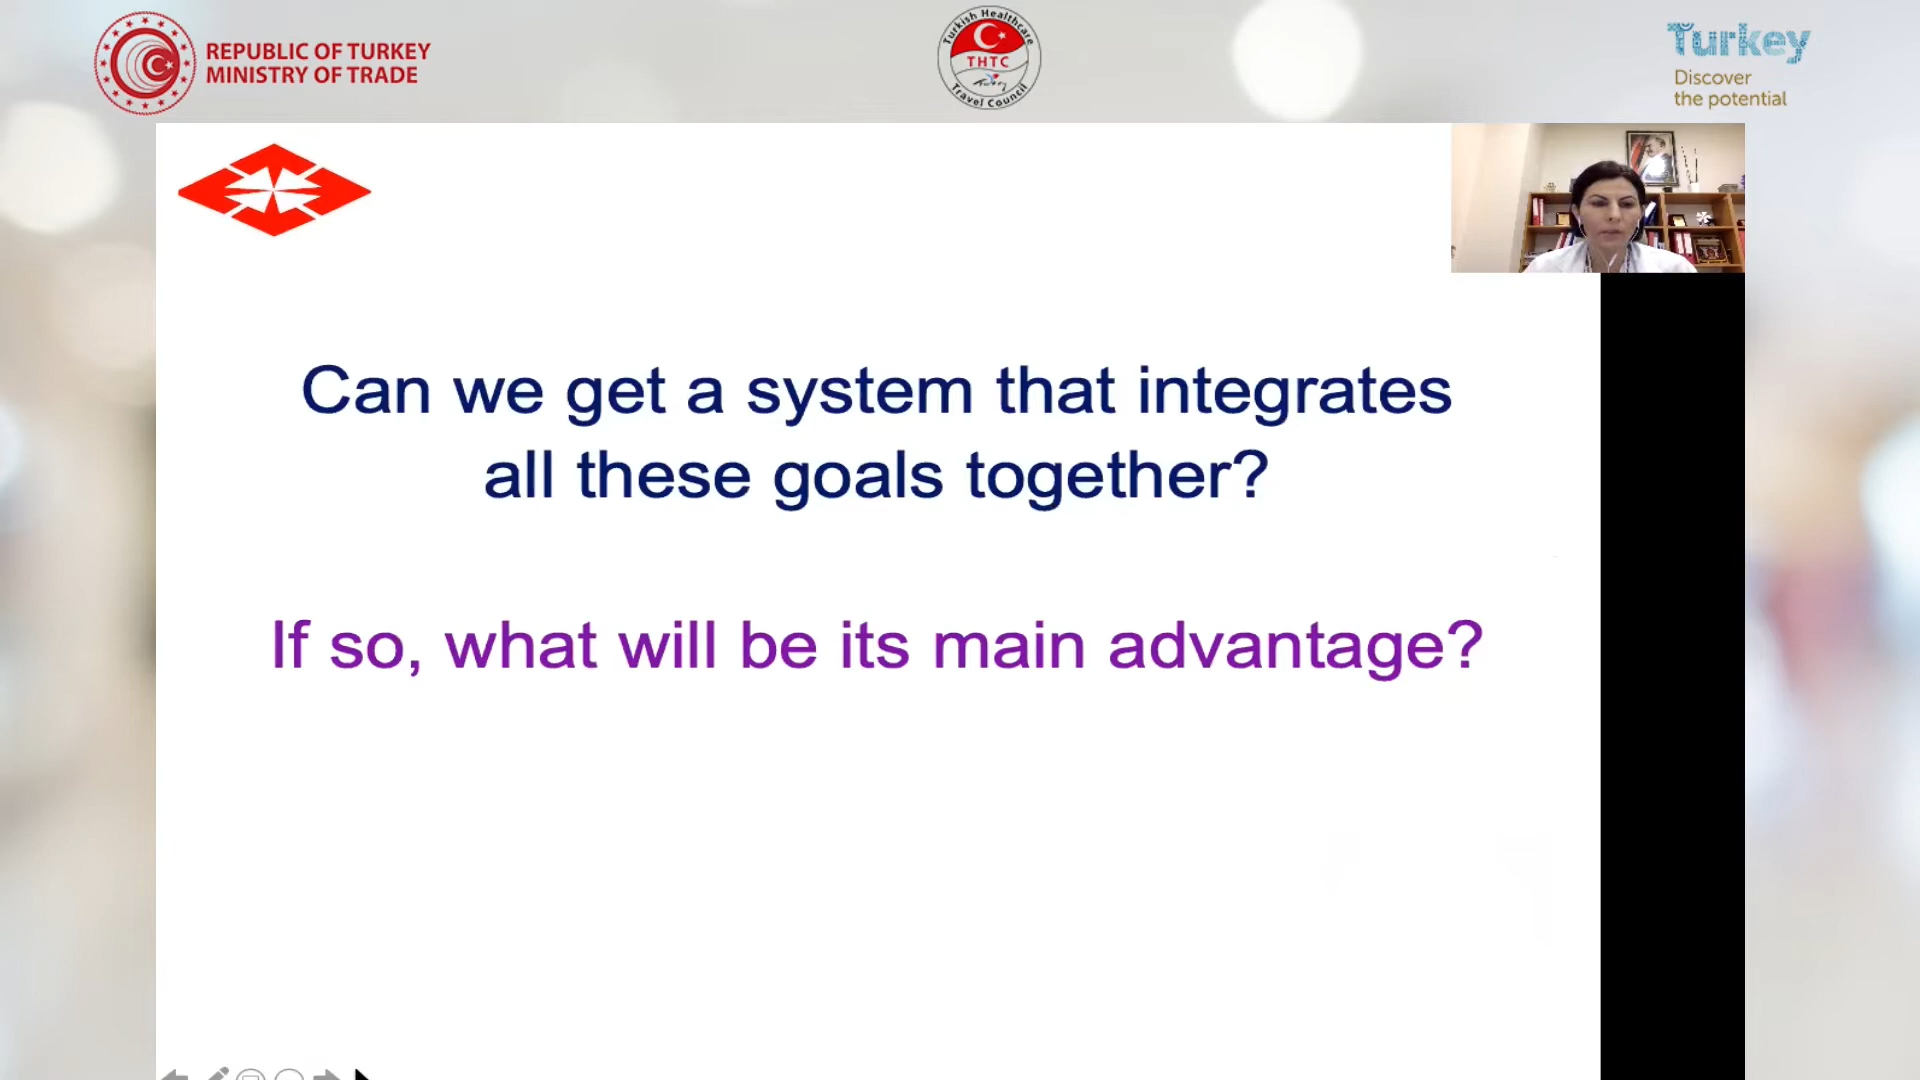 REPUBLIC OF TURKEY
MINISTRY OF TRADE
Turkish Healthcare
THTC
Travel Council
Turkey
Discover
the potential
Can we get a system that integrates
all these goals together?
If so, what will be its main advantage?